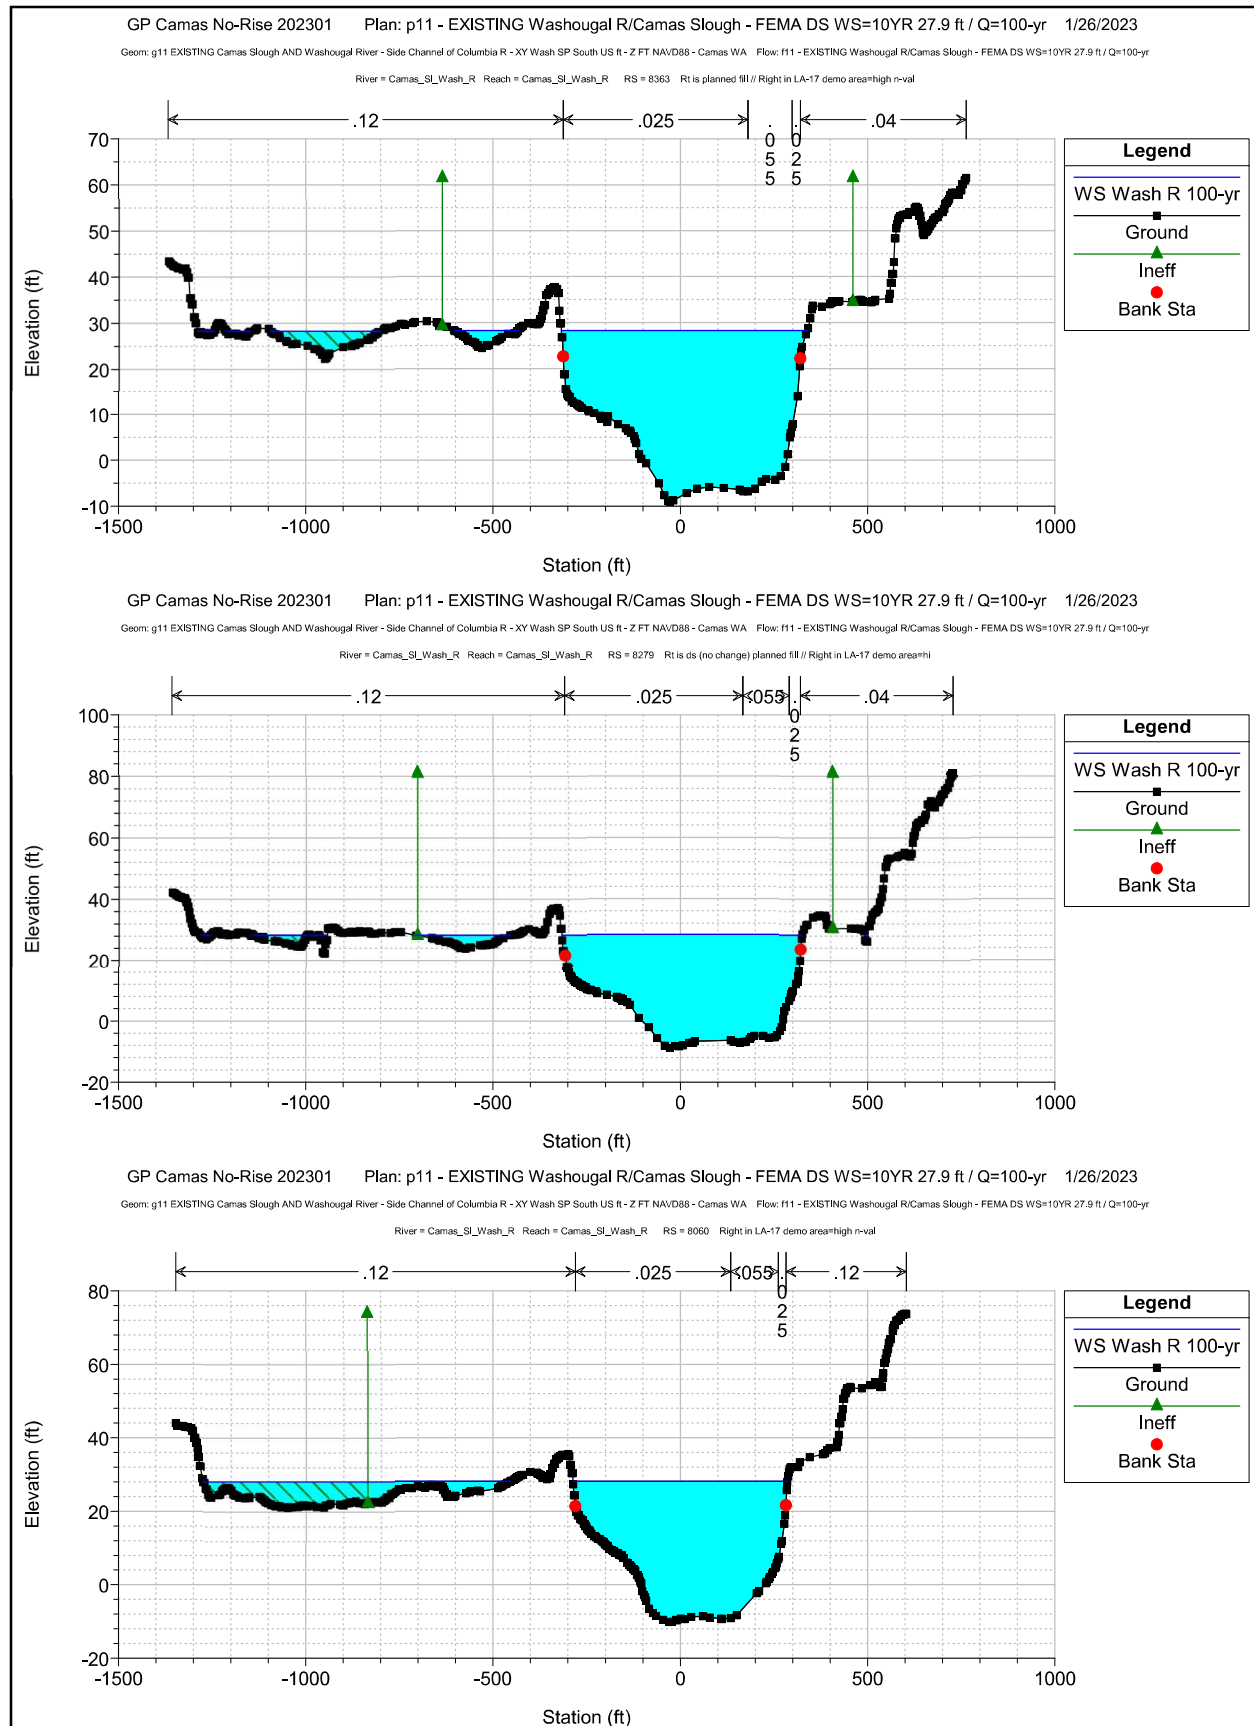 GP Camas No-Rise 202301 Plan: p11 - EXISTING Washougal R/Camas Slough - FEMA DS WS=10YR 27.9 ft / Q=100-yr 1/26/2023
Geom: g11 EXISTING Camas Slough AND Washougal River - Side Channel of Columbia R - XY Wash SP South US ft - Z FT NAVD88 - Camas WA Flow: f11 - EXISTING Washougal R/Camas Slough - FEMA DS WS=10YR 27.9 ft / Q=100-yr
River = Camas_Sl_Wash_R Reach = Camas_Sl_Wash_R RS = 8363 Rt is planned fill // Right in LA-17 demo area=high n-val
.12 .025 .055 .025 .04
Elevation (ft)
70
60
50
40
30
20
10
0
-10
-1500 -1000 -500 0 500 1000
Station (ft)
Legend
WS Wash R 100-yr
Ground
Ineff
Bank Sta
GP Camas No-Rise 202301 Plan: p11 - EXISTING Washougal R/Camas Slough - FEMA DS WS=10YR 27.9 ft / Q=100-yr 1/26/2023
Geom: g11 EXISTING Camas Slough AND Washougal River - Side Channel of Columbia R - XY Wash SP South US ft - Z FT NAVD88 - Camas WA Flow: f11 - EXISTING Washougal R/Camas Slough - FEMA DS WS=10YR 27.9 ft / Q=100-yr
River = Camas_Sl_Wash_R Reach = Camas_Sl_Wash_R RS = 8279 Rt is ds (no change) planned fill // Right in LA-17 demo area=hi
.12 .025 .055 .025 .04
Elevation (ft)
100
80
60
40
20
0
-20
-1500 -1000 -500 0 500 1000
Station (ft)
Legend
WS Wash R 100-yr
Ground
Ineff
Bank Sta
GP Camas No-Rise 202301 Plan: p11 - EXISTING Washougal R/Camas Slough - FEMA DS WS=10YR 27.9 ft / Q=100-yr 1/26/2023
Geom: g11 EXISTING Camas Slough AND Washougal River - Side Channel of Columbia R - XY Wash SP South US ft - Z FT NAVD88 - Camas WA Flow: f11 - EXISTING Washougal R/Camas Slough - FEMA DS WS=10YR 27.9 ft / Q=100-yr
River = Camas_Sl_Wash_R Reach = Camas_Sl_Wash_R RS = 8060 Right in LA-17 demo area=high n-val
.12 .025 .055 .025 .12
Elevation (ft)
80
60
40
20
0
-20
-1500 -1000 -500 0 500 1000
Station (ft)
Legend
WS Wash R 100-yr
Ground
Ineff
Bank Sta